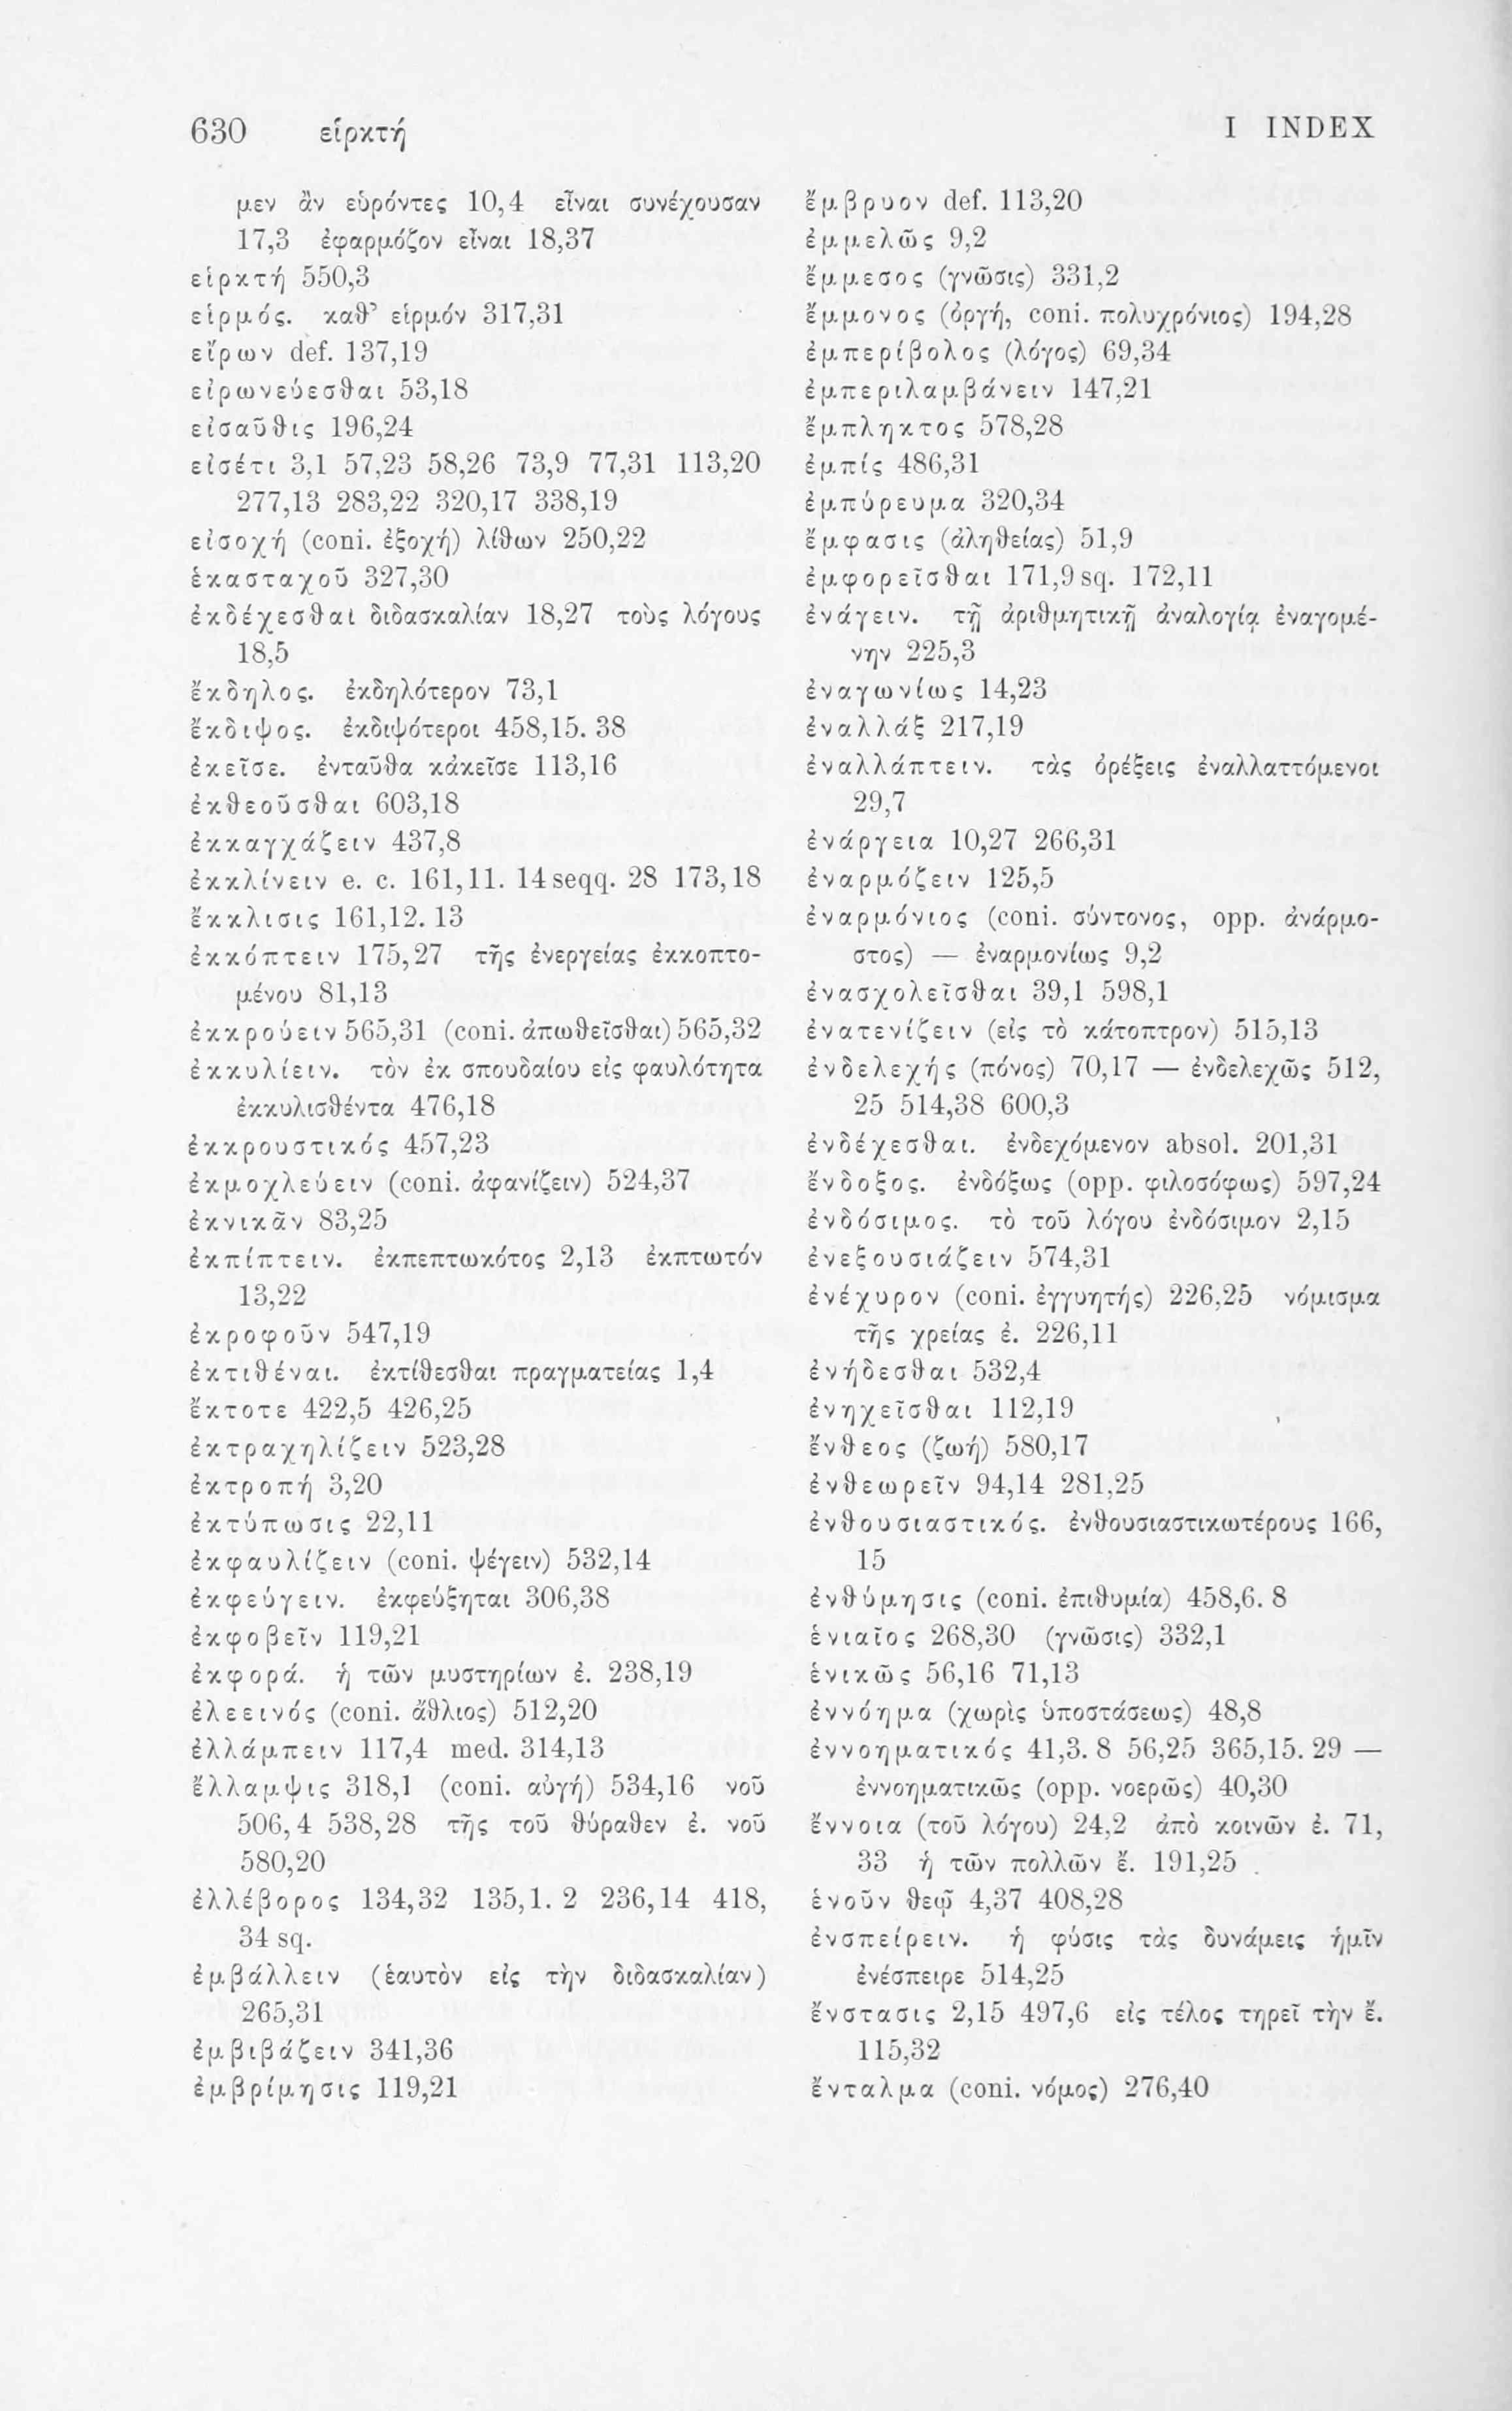 630 εἱρκτή I INDEX
μεν ἂν εὑρόντες 10,4 εἶναι συνέχουσαν
17,3 ἐφαρμόζον εἶναι 18,37
εἱρκτή 550,3
εἱρμός. καθ’ εἱρμόν 317,31
εἴρων def. 137,19
εἰρωνεύεσθαι 53,18
εἰσαῦθις 196,24
εἰσέτι 3,1 57,23 58,26 73,9 77,31 113,20
277,13 283,22 320,17 338,19
εἰσοχή (coni. ἐξοχή) λίθων 250,22
ἑκασταχοῦ 327,30
ἐκδέχεσθαι διδασκαλίαν 18,27 τοὺς λόγους
18,5
ἔκδηλος. ἐκδηλότερον 73,1
ἔκδιψος. ἐκδιψότεροι 458,15. 38
ἐκεῖσε. ἐνταῦθα κἀκεῖσε 113,16
ἐκθεοῦσθαι 603,18
ἐκκαγχάζειν 437,8
ἐκκλίνειν e. c. 161,11. 14 seqq. 28 173,18
ἔκκλισις 161,12. 13
ἐκκόπτειν 175,27 τῆς ἐνεργείας ἐκκοπτο-
μένου 81,13
ἐκκρούειν 565,31 (coni. ἀπωθεῖσθαι) 565,32
ἐκκυλίειν. τὸν ἐκ σπουδαίου εἰς φαυλότητα
ἐκκυλισθέντα 476,18
ἐκκρουστικός 457,23
ἐκμοχλεύειν (coni. ἀφανίζειν) 524,37
ἐκνικᾶν 83,25
ἐκπίπτειν. ἐκπεπτωκότος 2,13 ἐκπτωτόν
13,22
ἐκροφοῦν 547,19
ἐκτιθέναι. ἐκτίθεσθαι πραγματείας 1,4
ἔκτοτε 422,5 426,25
ἐκτραχηλίζειν 523,28
ἐκτροπή 3,20
ἐκτύπωσις 22,11
ἐκφαυλίζειν (coni. ψέγειν) 532,14
ἐκφεύγειν. ἐκφεύξηται 306,38
ἐκφοβεῖν 119,21
ἐκφορά. ἡ τῶν μυστηρίων ἐ. 238,19
ἐλεεινός (coni. ἄθλιος) 512,20
ἐλλάμπειν 117,4 med. 314,13
ἔλλαμψις 318,1 (coni. αὐγή) 534,16 νοῦ
506,4 538,28 τῆς τοῦ θύραθεν ἐ. νοῦ
580,20
ἐλλέβορος 134,32 135,1. 2 236,14 418,
34 sq.
ἐμβάλλειν (ἑαυτὸν εἰς τὴν διδασκαλίαν)
265,31
ἐμβιβάζειν 341,36
ἐμβρίμησις 119,21
ἔμβρυον def. 113,20
ἐμμελῶς 9,2
ἔμμεσος (γνῶσις) 331,2
ἔμμονος (ὀργή, coni. πολυχρόνιος) 194,28
ἐμπερίβολος (λόγος) 69,34
ἐμπεριλαμβάνειν 147,21
ἔμπληκτος 578,28
ἐμπίς 486,31
ἐμπύρευμα 320,34
ἔμφασις (ἀληθείας) 51,9
ἐμφορεῖσθαι 171,9 sq. 172,11
ἐνάγειν. τῇ ἀριθμητικῇ ἀναλογίᾳ ἐναγομέ-
νην 225,3
ἐναγωνίως 14,23
ἐναλλάξ 217,19
ἐναλλάπτειν. τὰς ὀρέξεις ἐναλλαττόμενοι
29,7
ἐνάργεια 10,27 266,31
ἐναρμόζειν 125,5
ἐναρμόνιος (coni. σύντονος, opp. ἀνάρμο-
στος) — ἐναρμονίως 9,2
ἐνασχολεῖσθαι 39,1 598,1
ἐνατενίζειν (εἰς τὸ κάτοπτρον) 515,13
ἐνδελεχής (πόνος) 70,17 — ἐνδελεχῶς 512,
25 514,38 600,3
ἐνδέχεσθαι. ἐνδεχόμενον absol. 201,31
ἔνδοξος. ἐνδόξως (opp. φιλοσόφως) 597,24
ἐνδόσιμος. τὸ τοῦ λόγου ἐνδόσιμον 2,15
ἐνεξουσιάζειν 574,31
ἐνέχυρον (coni. ἐγγυητής) 226,25 νόμισμα
τῆς χρείας ἐ. 226,11
ἐνήδεσθαι 532,4
ἐνηχεῖσθαι 112,19
ἔνθεος (ζωή) 580,17
ἐνθεωρεῖν 94,14 281,25
ἐνθουσιαστικός. ἐνθουσιαστικωτέρους 166,
15
ἐνθύμησις (coni. ἐπιθυμία) 458,6. 8
ἑνιαῖος 268,30 (γνῶσις) 332,1
ἑνικῶς 56,16 71,13
ἐννόημα (χωρὶς ὑποστάσεως) 48,8
ἐννοηματικός 41,3. 8 56,25 365,15. 29 —
ἐννοηματικῶς (opp. νοερῶς) 40,30
ἔννοια (τοῦ λόγου) 24,2 ἀπὸ κοινῶν ἐ. 71,
33 ἡ τῶν πολλῶν ἔ. 191,25
ἑνοῦν θεῷ 4,37 408,28
ἐνσπείρειν. ἡ φύσις τὰς δυνάμεις ἡμῖν
ἐνέσπειρε 514,25
ἔνστασις 2,15 497,6 εἰς τέλος τηρεῖ τὴν ἔ.
115,32
ἔνταλμα (coni. νόμος) 276,40